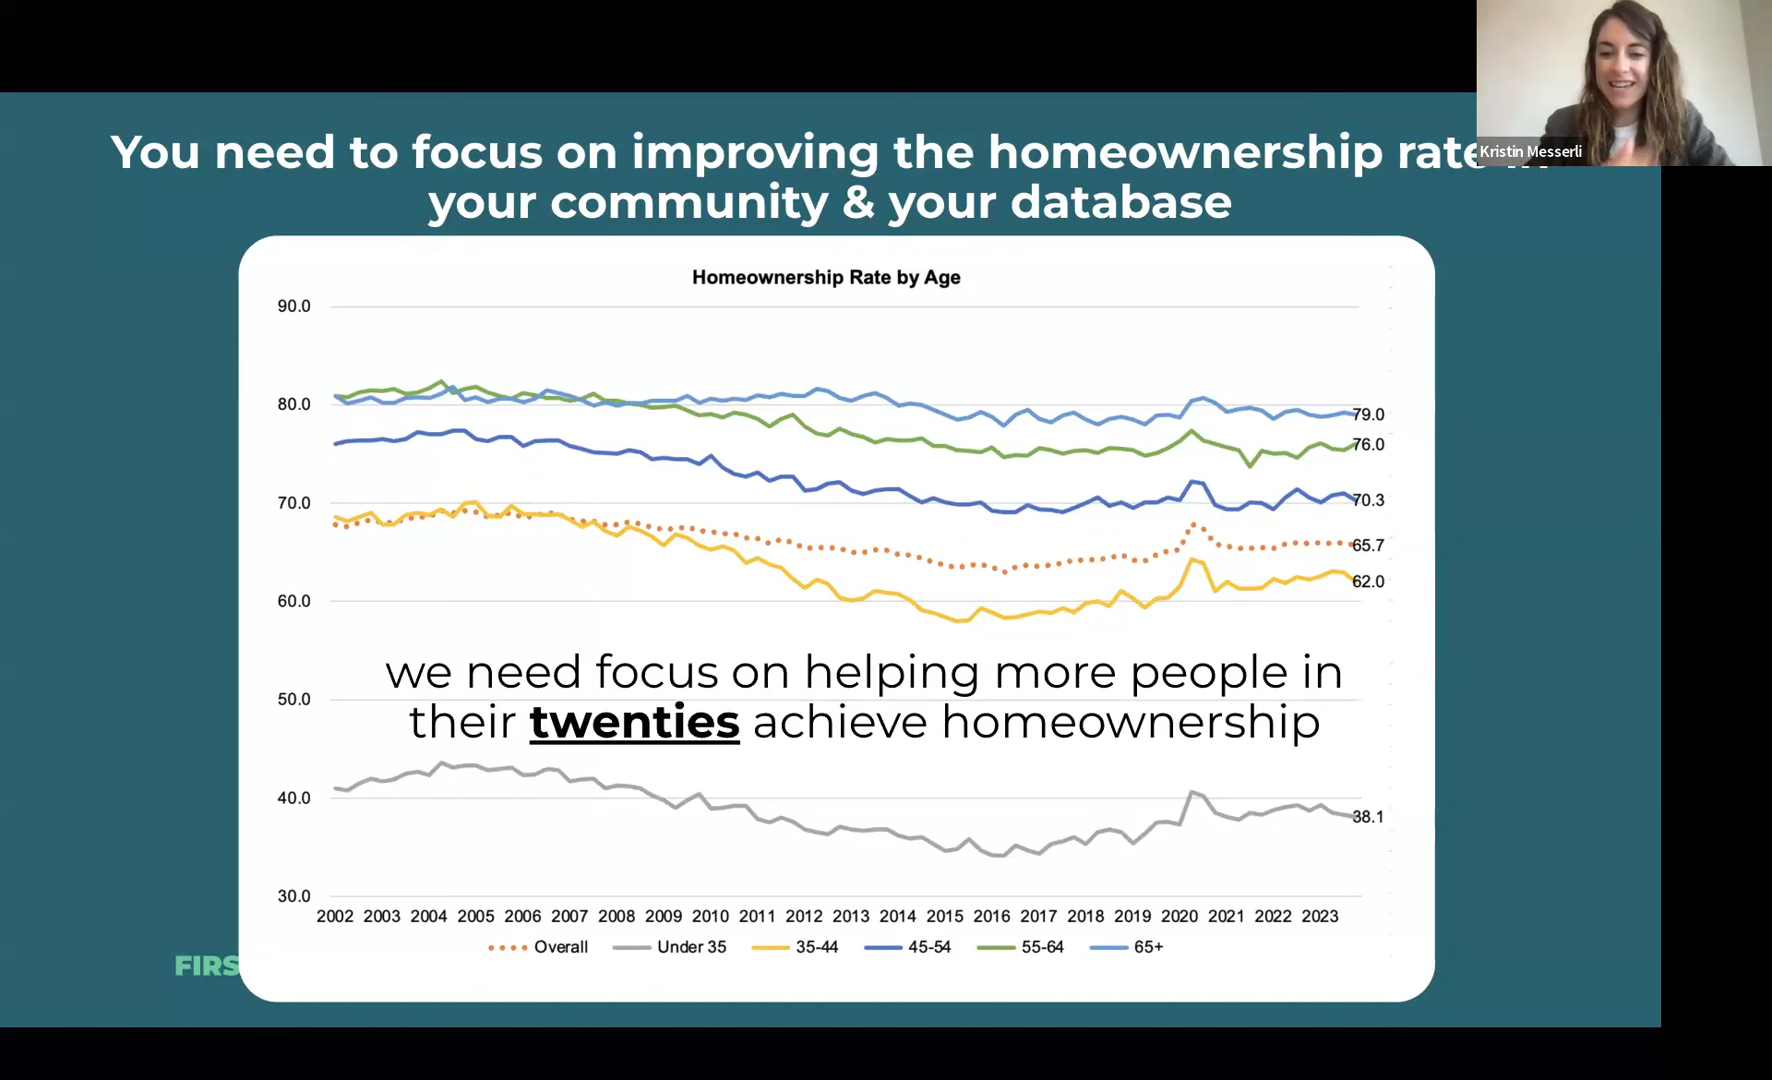 You need to focus on improving the homeownership rate in
your community & your database
Kristin Messerli
Homeownership Rate by Age
90.0
80.0
70.0
60.0
50.0
40.0
30.0
79.0
76.0
70.3
65.7
62.0
38.1
we need focus on helping more people in
their twenties achieve homeownership
2002 2003 2004 2005 2006 2007 2008 2009 2010 2011 2012 2013 2014 2015 2016 2017 2018 2019 2020 2021 2022 2023
Overall Under 35 35-44 45-54 55-64 65+
FIRS